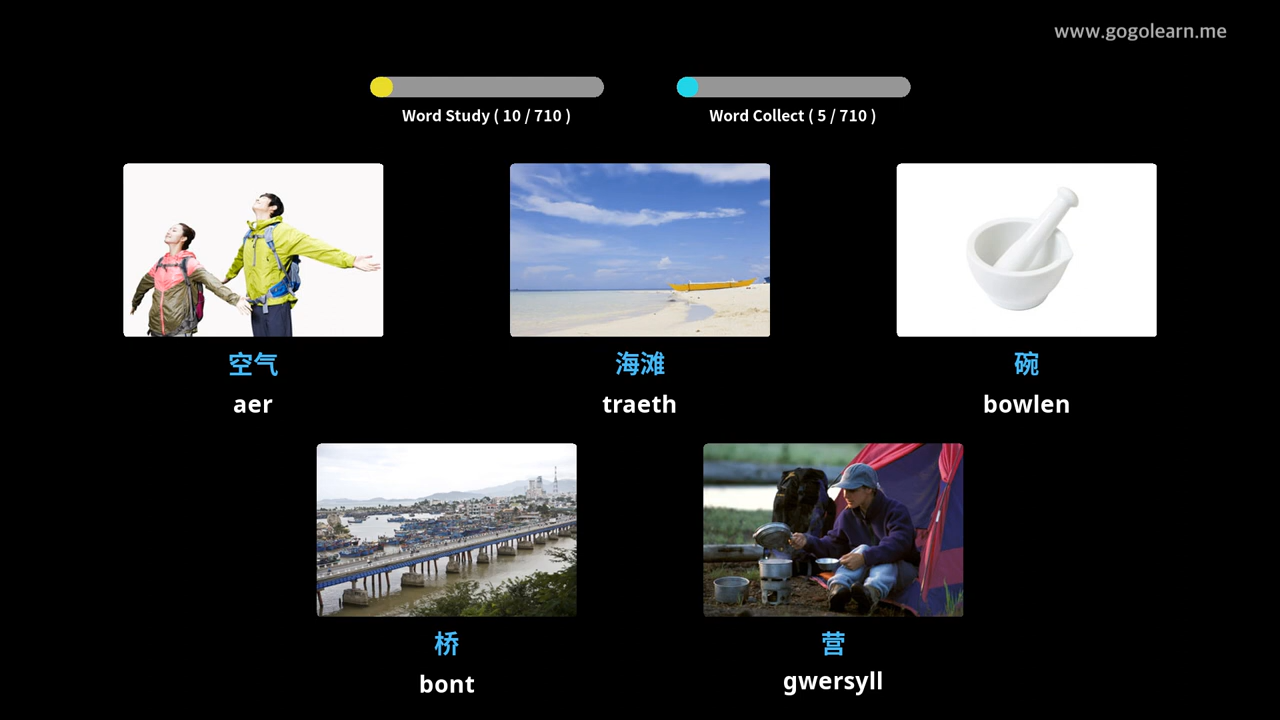 www.gogolearn.me
Word Study ( 10 / 710 )
Word Collect ( 5 / 710 )
空气
aer
海滩
traeth
碗
bowlen
桥
bont
营
gwersyll